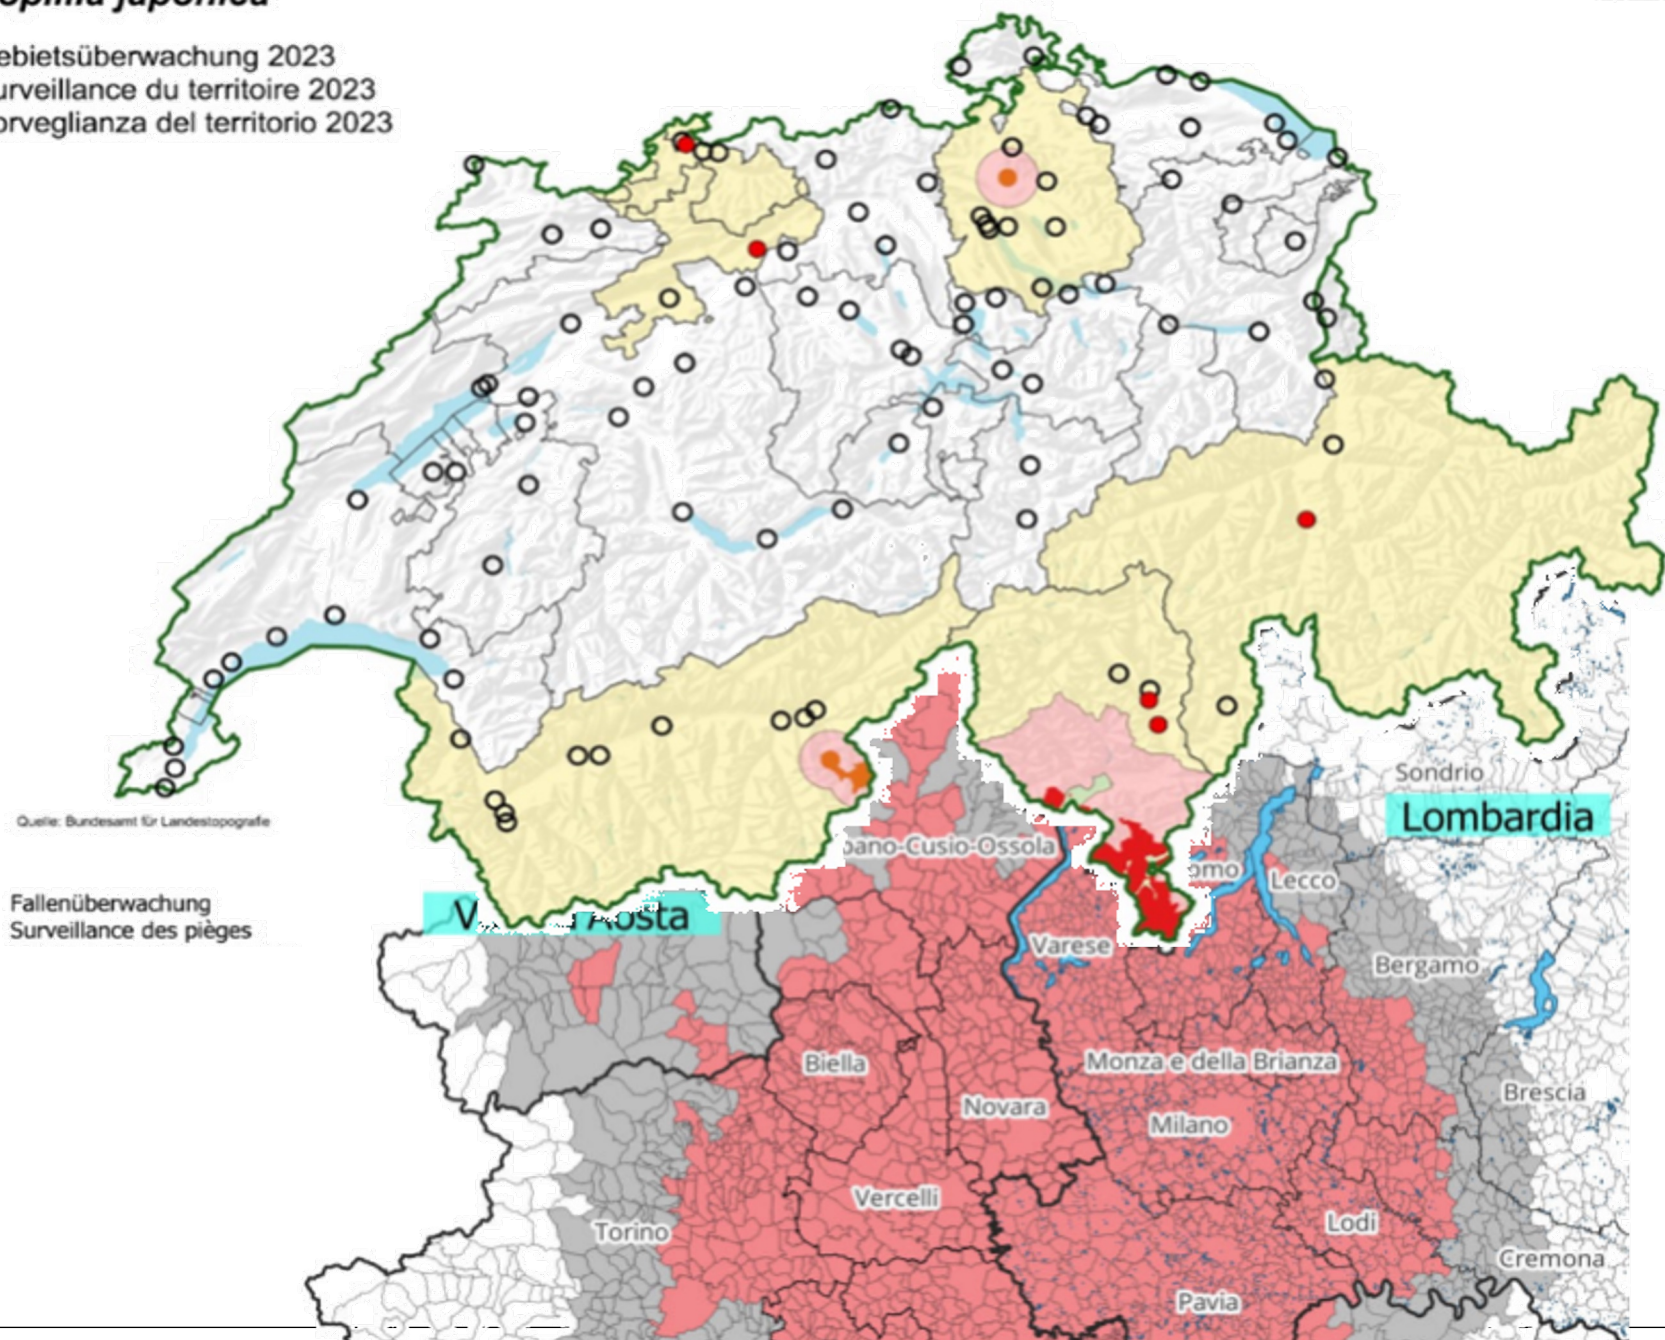 ebietsüberwachung 2023
urveillance du territoire 2023
orveglianza del territorio 2023
Quelle: Bundesamt für Landestopografie
Fallenüberwachung
Surveillance des pièges
Sondrio
Lombardia
bano-Cusio-Ossola
omo
Lecco
Aosta
Varese
Bergamo
Biella
Monza e della Brianza
Brescia
Novara
Milano
Vercelli
Torino
Lodi
Cremona
Pavia